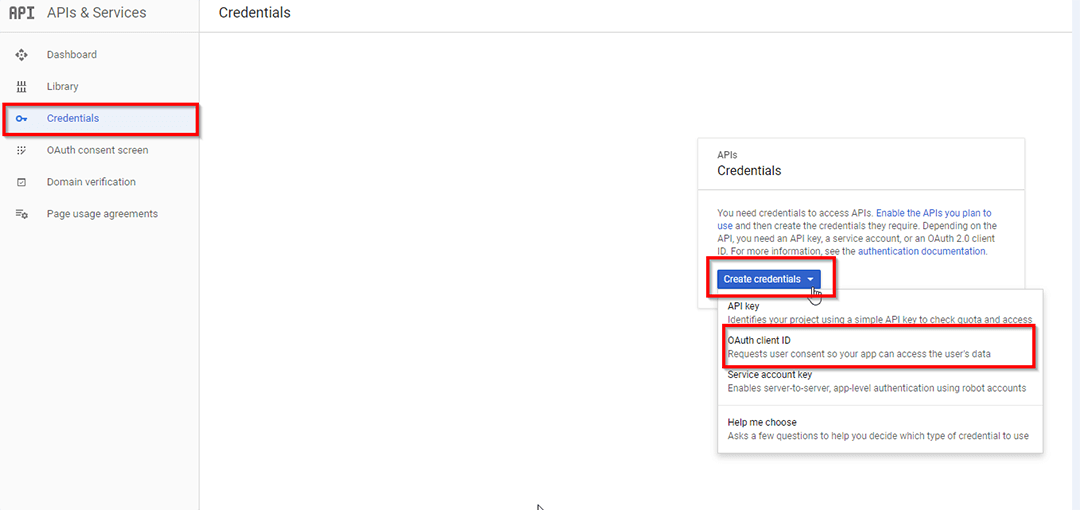 API APIs & Services
Credentials
Dashboard
Library
Credentials
OAuth consent screen
Domain verification
Page usage agreements
APIs
Credentials
You need credentials to access APIs. Enable the APIs you plan to
use and then create the credentials they require. Depending on the
API, you need an API key, a service account, or an OAuth 2.0 client
ID. For more information, see the authentication documentation.
Create credentials
API key
Identifies your project using a simple API key to check quota and access
OAuth client ID
Requests user consent so your app can access the user's data
Service account key
Enables server-to-server, app-level authentication using robot accounts
Help me choose
Asks a few questions to help you decide which type of credential to use